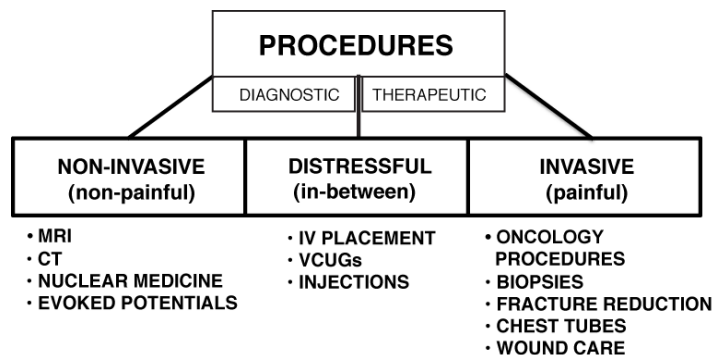 PROCEDURES
DIAGNOSTIC THERAPEUTIC
NON-INVASIVE
(non-painful)
DISTRESSFUL
(in-between)
INVASIVE
(painful)
• MRI
• CT
• NUCLEAR MEDICINE
• EVOKED POTENTIALS
• IV PLACEMENT
• VCUGs
• INJECTIONS
• ONCOLOGY
PROCEDURES
• BIOPSIES
• FRACTURE REDUCTION
• CHEST TUBES
• WOUND CARE